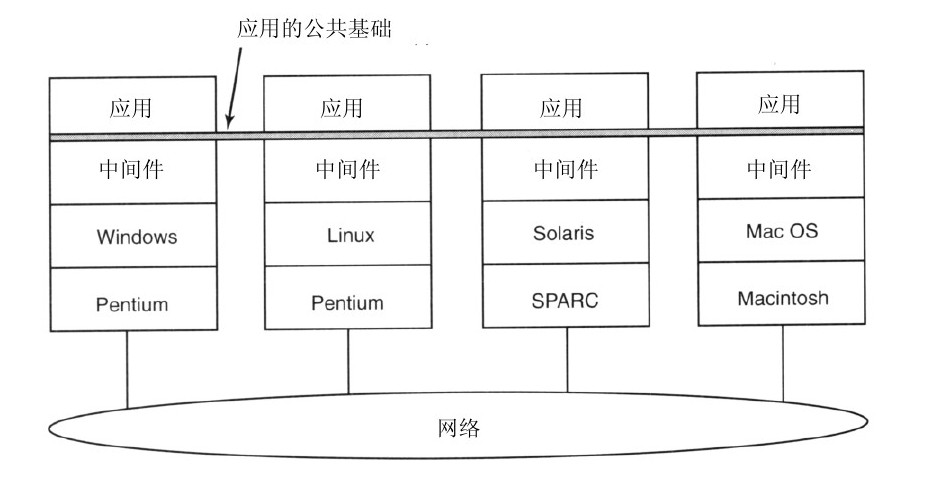 应用的公共基础
应用 应用 应用 应用
中间件 中间件 中间件 中间件
Windows Linux Solaris Mac OS
Pentium Pentium SPARC Macintosh
网络